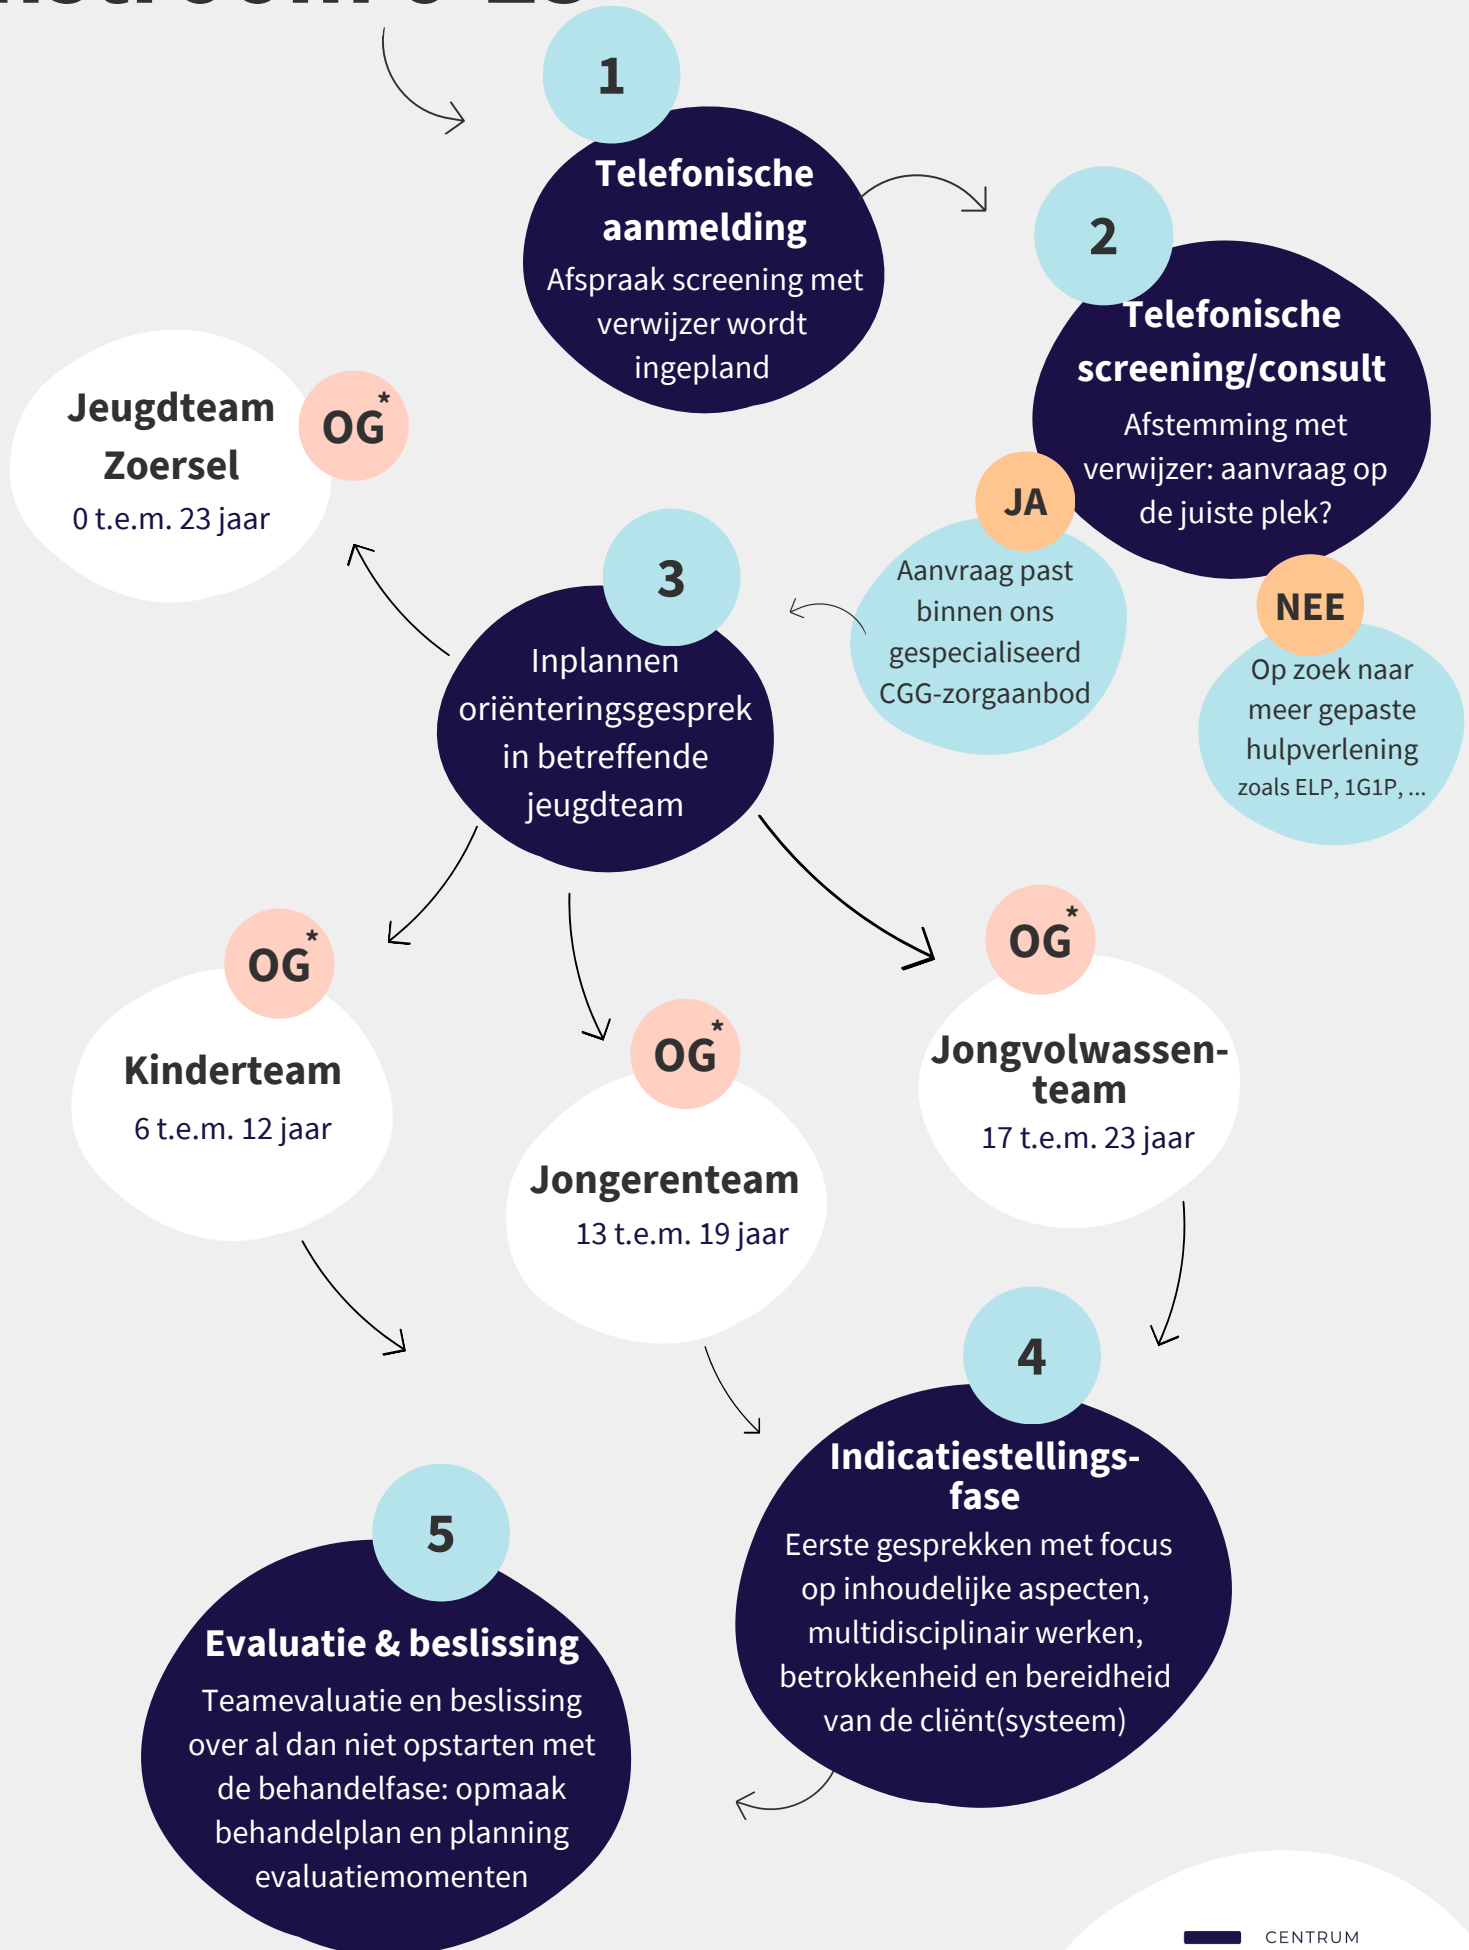 1
Telefonische
aanmelding
Afspraak screening met
verwijzer wordt
ingepland
2
Telefonische
screening/consult
Afstemming met
verwijzer: aanvraag op
de juiste plek?
JA
Aanvraag past
binnen ons
gespecialiseerd
CGG-zorgaanbod
NEE
Op zoek naar
meer gepaste
hulpverlening
zoals ELP, 1G1P, ...
3
Inplannen
oriënteringsgesprek
in betreffende
jeugdteam
Jeugdteam
Zoersel
0 t.e.m. 23 jaar
OG*
OG*
Kinderteam
6 t.e.m. 12 jaar
OG*
Jongerenteam
13 t.e.m. 19 jaar
OG*
Jongvolwassen-
team
17 t.e.m. 23 jaar
4
Indicatiestellings-
fase
Eerste gesprekken met focus
op inhoudelijke aspecten,
multidisciplinair werken,
betrokkenheid en bereidheid
van de cliënt(systeem)
5
Evaluatie & beslissing
Teamevaluatie en beslissing
over al dan niet opstarten met
de behandelfase: opmaak
behandelplan en planning
evaluatiemomenten
CENTRUM